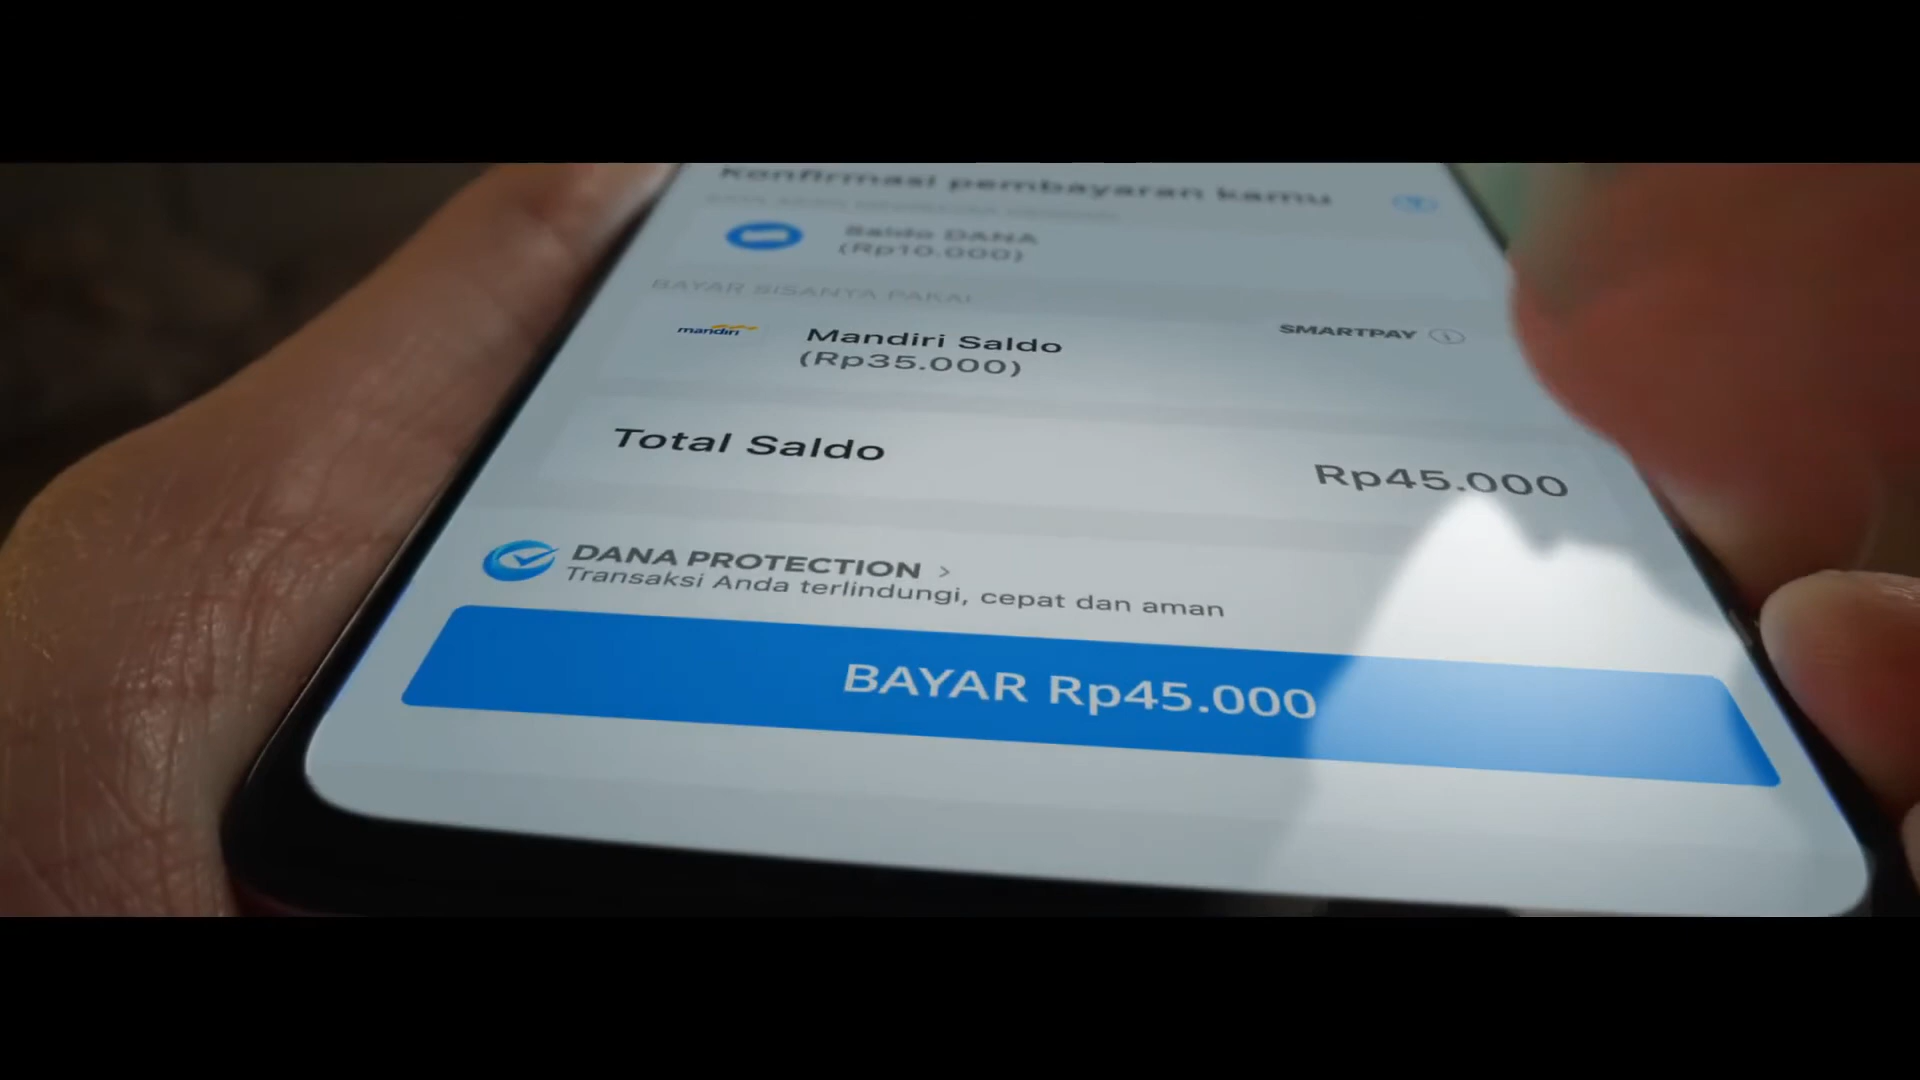 Konfirmasi pembayaran kamu
Saldo DANA
(Rp10.000)
BAYAR SISANYA PAKAI
mandiri
Mandiri Saldo
(Rp35.000)
SMARTPAY
Total Saldo
Rp45.000
DANA PROTECTION >
Transaksi Anda terlindungi, cepat dan aman
BAYAR Rp45.000